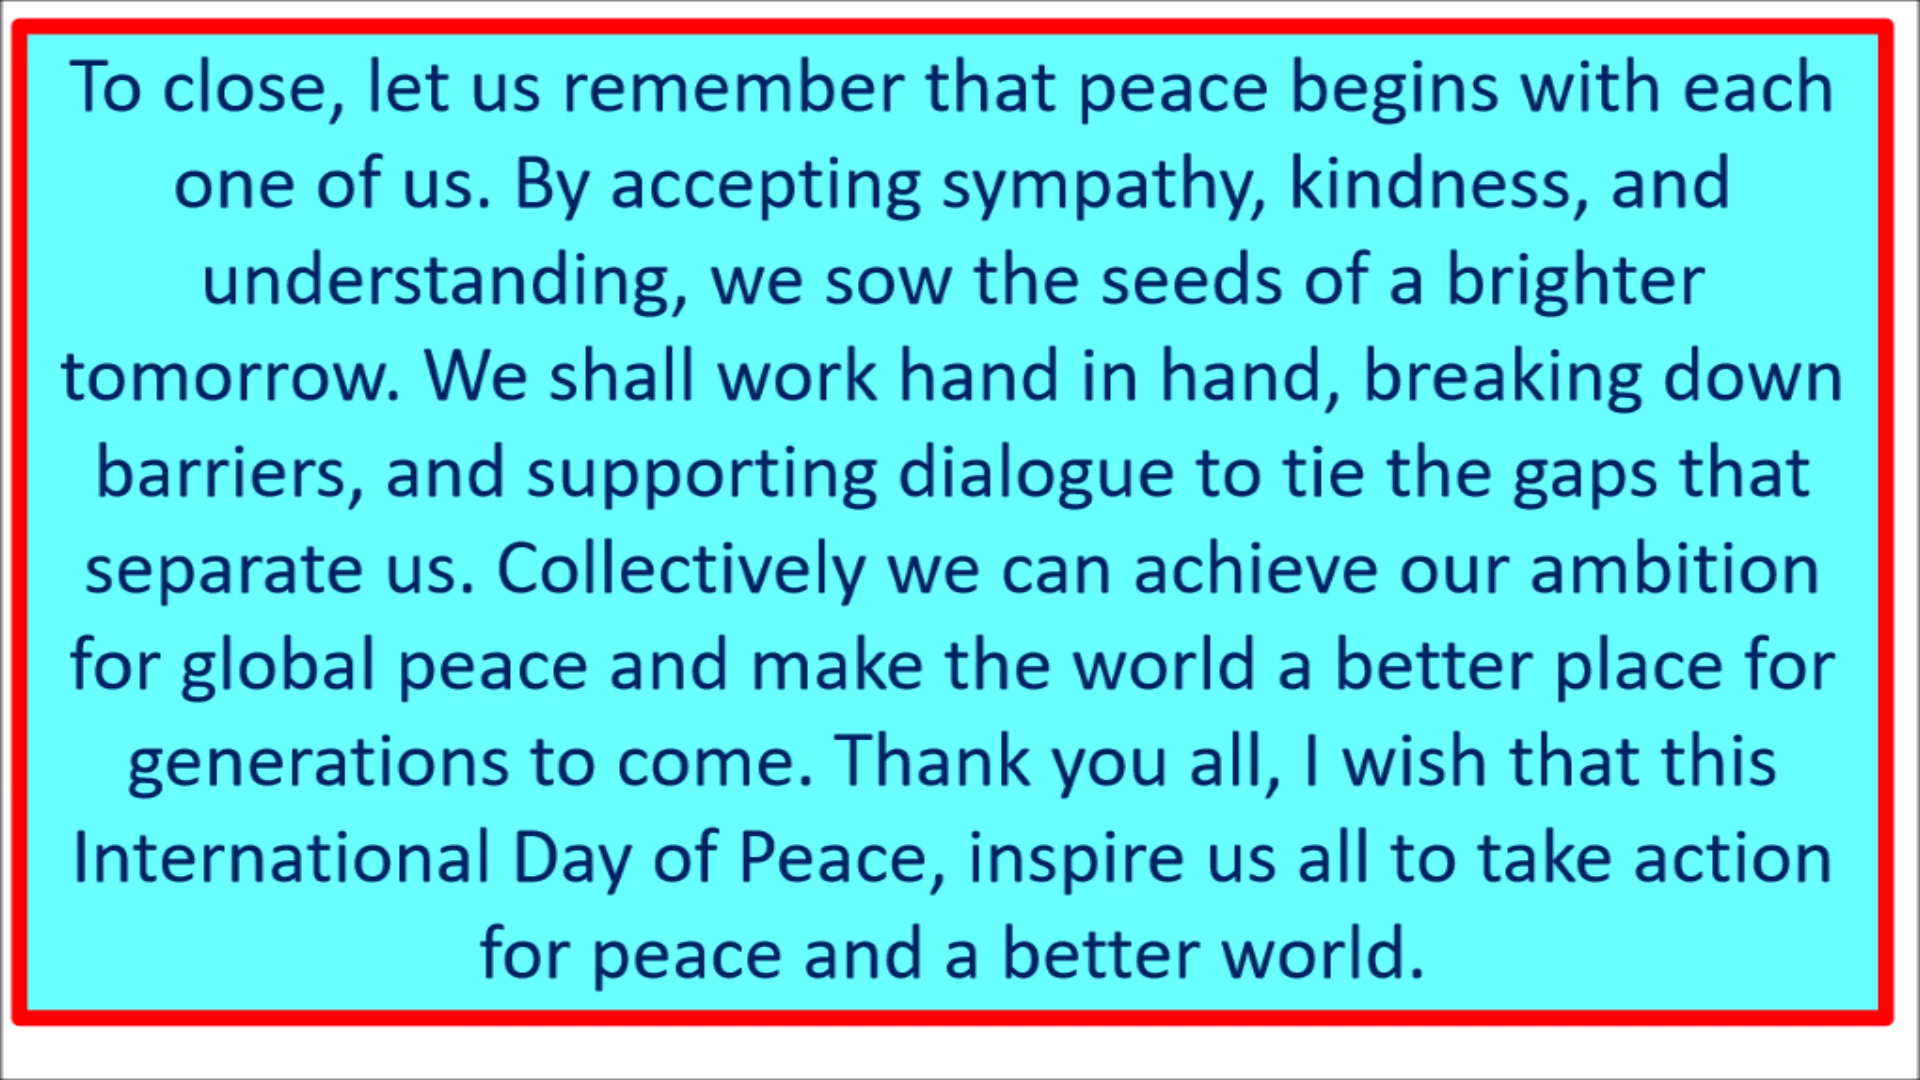 To close, let us remember that peace begins with each
one of us. By accepting sympathy, kindness, and
understanding, we sow the seeds of a brighter
tomorrow. We shall work hand in hand, breaking down
barriers, and supporting dialogue to tie the gaps that
separate us. Collectively we can achieve our ambition
for global peace and make the world a better place for
generations to come. Thank you all, I wish that this
International Day of Peace, inspire us all to take action
for peace and a better world.